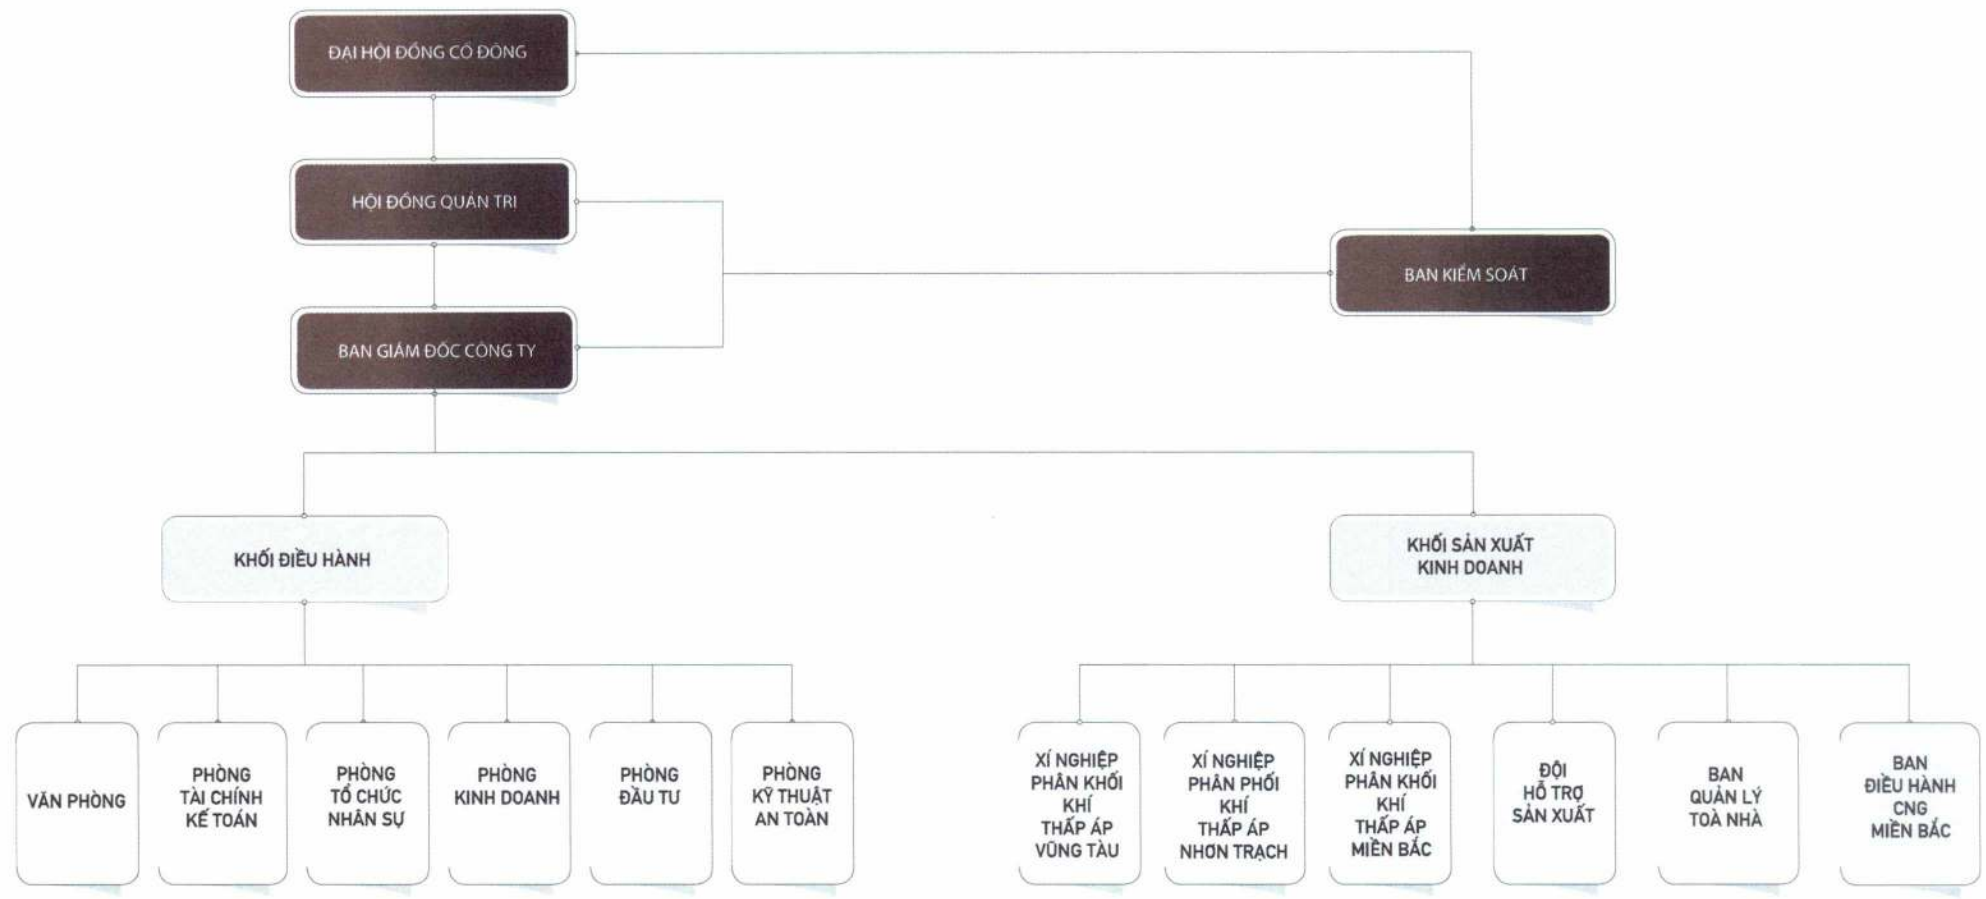 ĐẠI HỘI ĐỒNG CỔ ĐÔNG
HỘI ĐỒNG QUẢN TRỊ
BAN KIỂM SOÁT
BAN GIÁM ĐỐC CÔNG TY
KHỐI ĐIỀU HÀNH
KHỐI SẢN XUẤT
KINH DOANH
VĂN PHÒNG
PHÒNG
TÀI CHÍNH
KẾ TOÁN
PHÒNG
TỔ CHỨC
NHÂN SỰ
PHÒNG
KINH DOANH
PHÒNG
ĐẦU TƯ
PHÒNG
KỸ THUẬT
AN TOÀN
XÍ NGHIỆP
PHÂN KHỐI
KHÍ
THẤP ÁP
VŨNG TÀU
XÍ NGHIỆP
PHÂN PHỐI
KHÍ
THẤP ÁP
NHƠN TRẠCH
XÍ NGHIỆP
PHÂN KHỐI
KHÍ
THẤP ÁP
MIỀN BẮC
ĐỘI
HỖ TRỢ
SẢN XUẤT
BAN
QUẢN LÝ
TOÀ NHÀ
BAN
ĐIỀU HÀNH
CNG
MIỀN BẮC